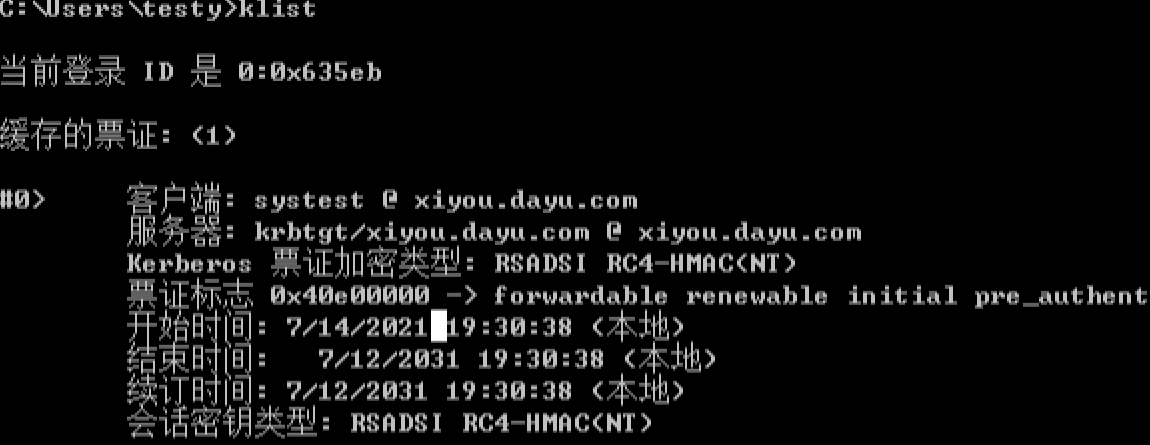 C:\Users\testy>klist
当前登录 ID 是 0:0x635eb
缓存的票证: (1)
#0> 客户端: systest @ xiyou.dayu.com
服务器: krbtgt/xiyou.dayu.com @ xiyou.dayu.com
Kerberos 票证加密类型: RSADSI RC4-HMAC(NT)
票证标志 0x40e00000 -> forwardable renewable initial pre_authent
开始时间: 7/14/2021 19:30:38 (本地)
结束时间: 7/12/2031 19:30:38 (本地)
续订时间: 7/12/2031 19:30:38 (本地)
会话密钥类型: RSADSI RC4-HMAC(NT)